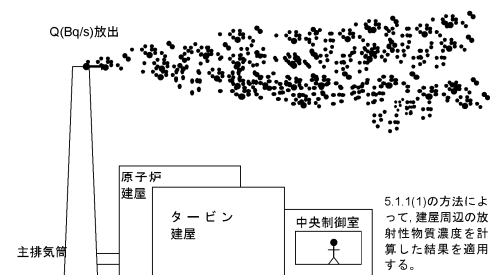 Q(Bq/s)放出
原子炉
建屋
タービン
建屋
中央制御室
主排気筒
5.1.1(1)の方法によ
って,建屋周辺の放
射性物質濃度を計
算した結果を適用
する。